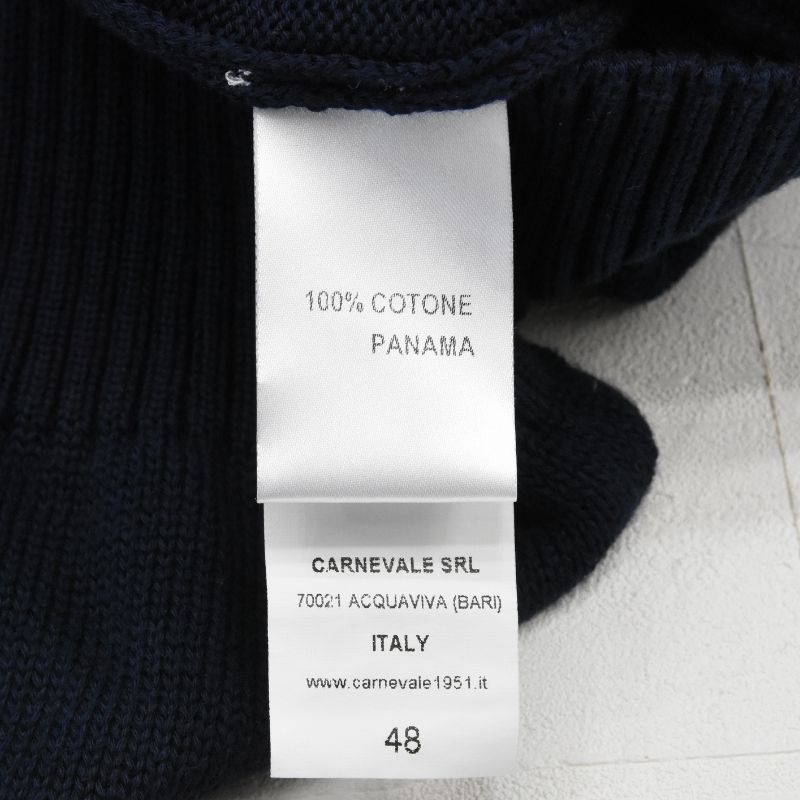 100% COTONE
PANAMA
CARNEVALE SRL
70021 ACQUAVIVA (BARI)
ITALY
www.carnevale1951.it
48